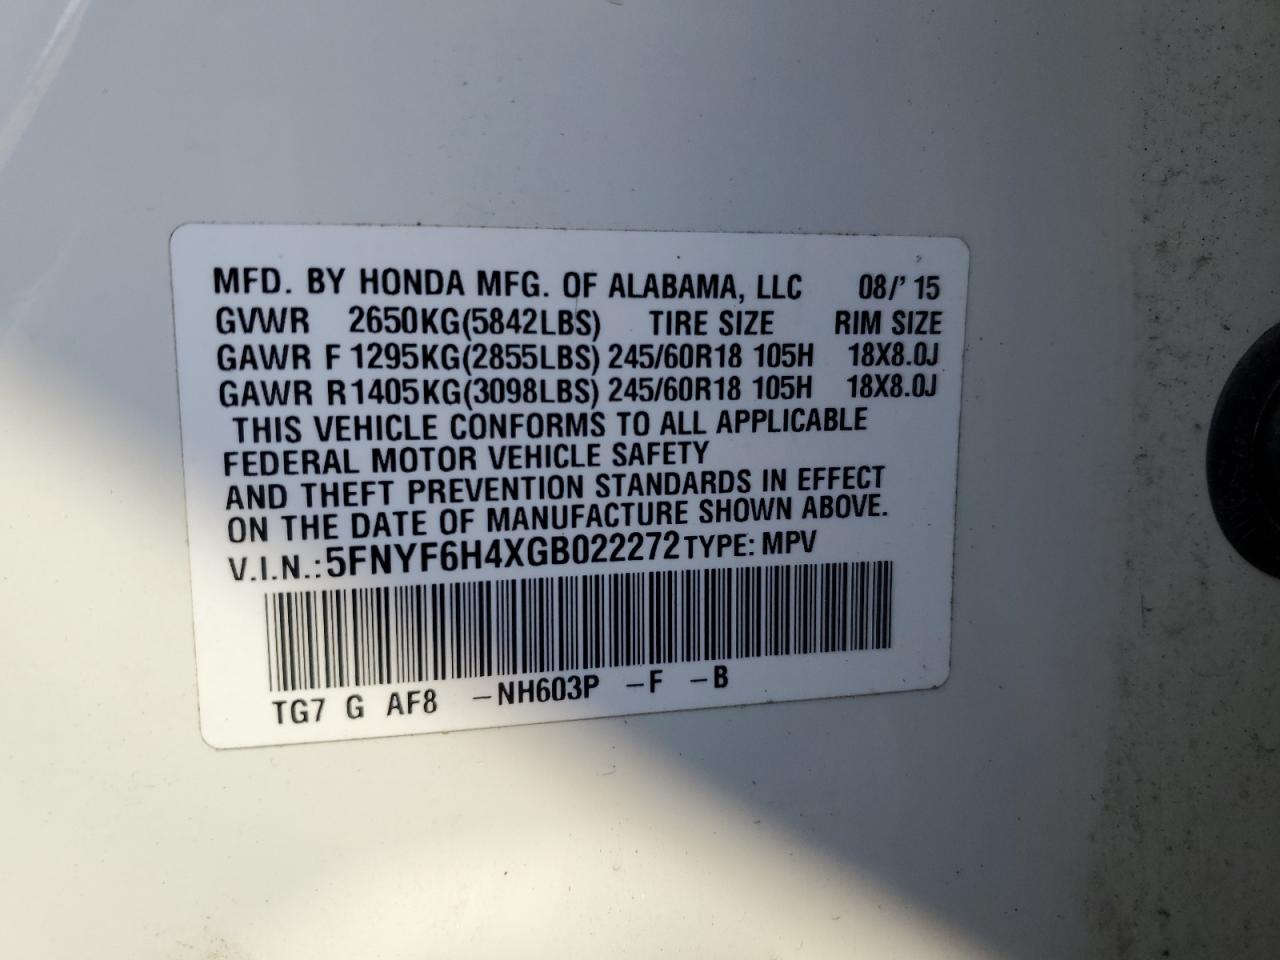 MFD. BY HONDA MFG. OF ALABAMA, LLC 08/'15
GVWR 2650KG(5842LBS) TIRE SIZE RIM SIZE
GAWR F 1295KG(2855LBS) 245/60R18 105H 18X8.0J
GAWR R 1405KG(3098LBS) 245/60R18 105H 18X8.0J
THIS VEHICLE CONFORMS TO ALL APPLICABLE
FEDERAL MOTOR VEHICLE SAFETY
AND THEFT PREVENTION STANDARDS IN EFFECT
ON THE DATE OF MANUFACTURE SHOWN ABOVE.
V.I.N.: 5FNYF6H4XGB022272 TYPE: MPV
TG7 G AF8 -NH603P -F -B